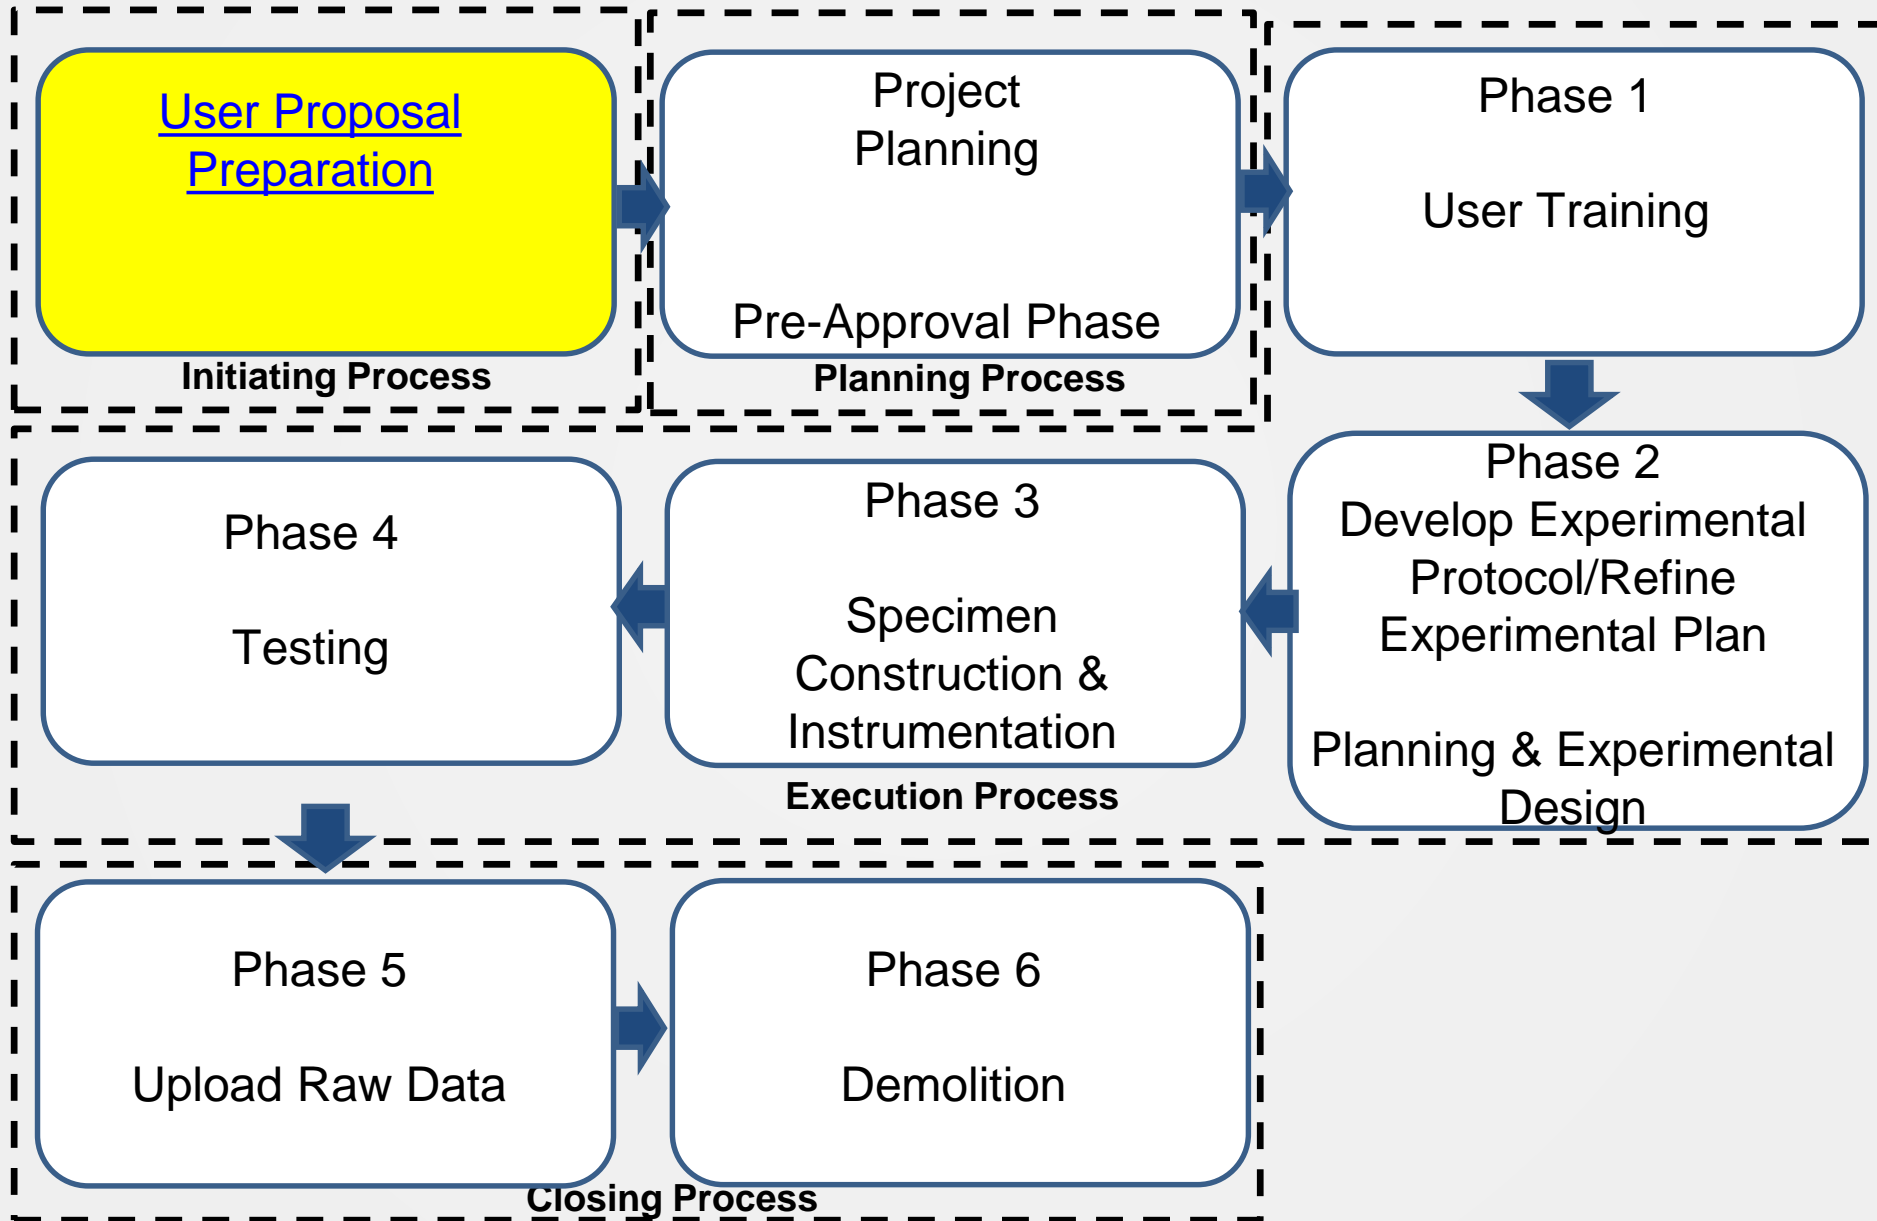 User Proposal
Preparation
Initiating Process
Project
Planning
Pre-Approval Phase
Planning Process
Phase 1
User Training
Phase 2
Develop Experimental
Protocol/Refine
Experimental Plan
Planning & Experimental
Design
Phase 3
Specimen
Construction &
Instrumentation
Execution Process
Phase 4
Testing
Phase 5
Upload Raw Data
Phase 6
Demolition
Closing Process